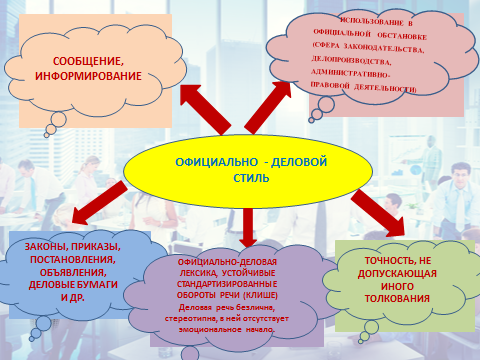 СООБЩЕНИЕ,
ИНФОРМИРОВАНИЕ
ИСПОЛЬЗОВАНИЕ В
ОФИЦИАЛЬНОЙ ОБСТАНОВКЕ
(СФЕРА ЗАКОНОДАТЕЛЬСТВА,
ДЕЛОПРОИЗВОДСТВА,
АДМИНИСТРАТИВНО-
ПРАВОВОЙ ДЕЯТЕЛЬНОСТИ)
ОФИЦИАЛЬНО - ДЕЛОВОЙ
СТИЛЬ
ЗАКОНЫ, ПРИКАЗЫ,
ПОСТАНОВЛЕНИЯ,
ОБЪЯВЛЕНИЯ,
ДЕЛОВЫЕ БУМАГИ
И ДР.
ОФИЦИАЛЬНО-ДЕЛОВАЯ
ЛЕКСИКА, УСТОЙЧИВЫЕ
СТАНДАРТИЗИРОВАННЫЕ
ОБОРОТЫ РЕЧИ (КЛИШЕ)
Деловая речь безлична,
стереотипна, в ней отсутствует
эмоциональное начало.
ТОЧНОСТЬ, НЕ
ДОПУСКАЮЩАЯ
ИНОГО
ТОЛКОВАНИЯ